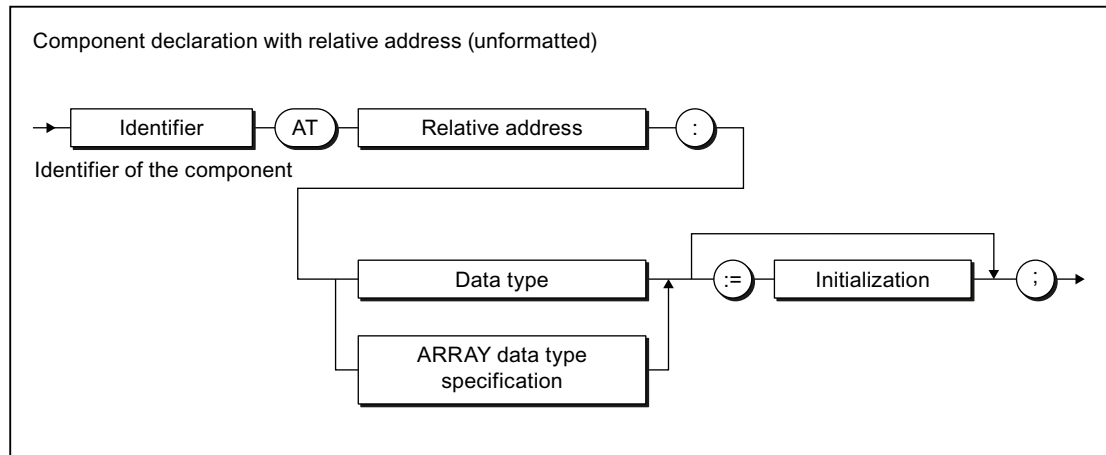 Component declaration with relative address (unformatted)
Identifier AT Relative address :
Identifier of the component
Data type := Initialization ;
ARRAY data type
specification